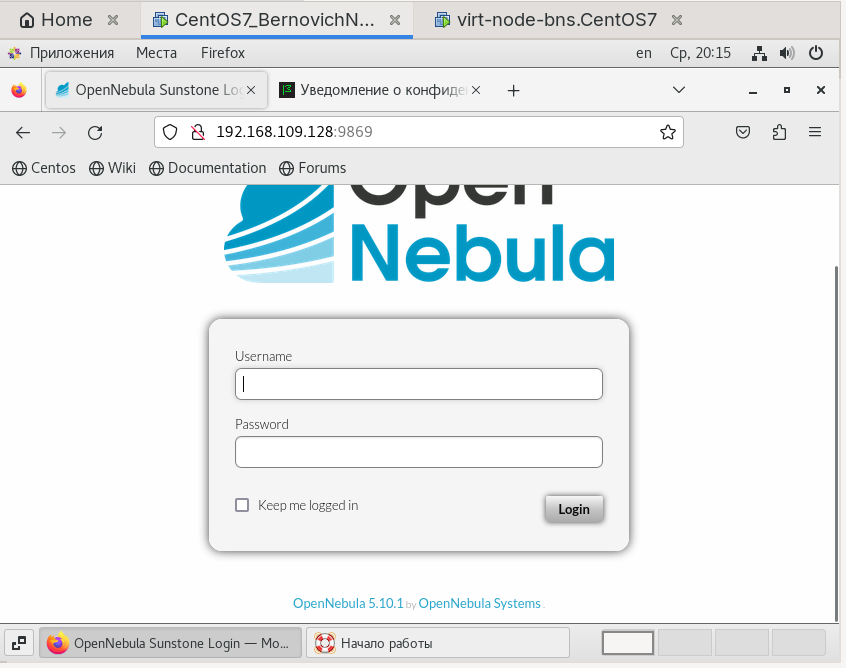 Home CentOS7_BernovichN... virt-node-bns.CentOS7
Приложения Места Firefox en Ср, 20:15
OpenNebula Sunstone Lo Уведомление о конфиде
192.168.109.128:9869
Centos Wiki Documentation Forums
Open
Nebula
Username
Password
Keep me logged in Login
OpenNebula 5.10.1 by OpenNebula Systems .
OpenNebula Sunstone Login — Mo... Начало работы